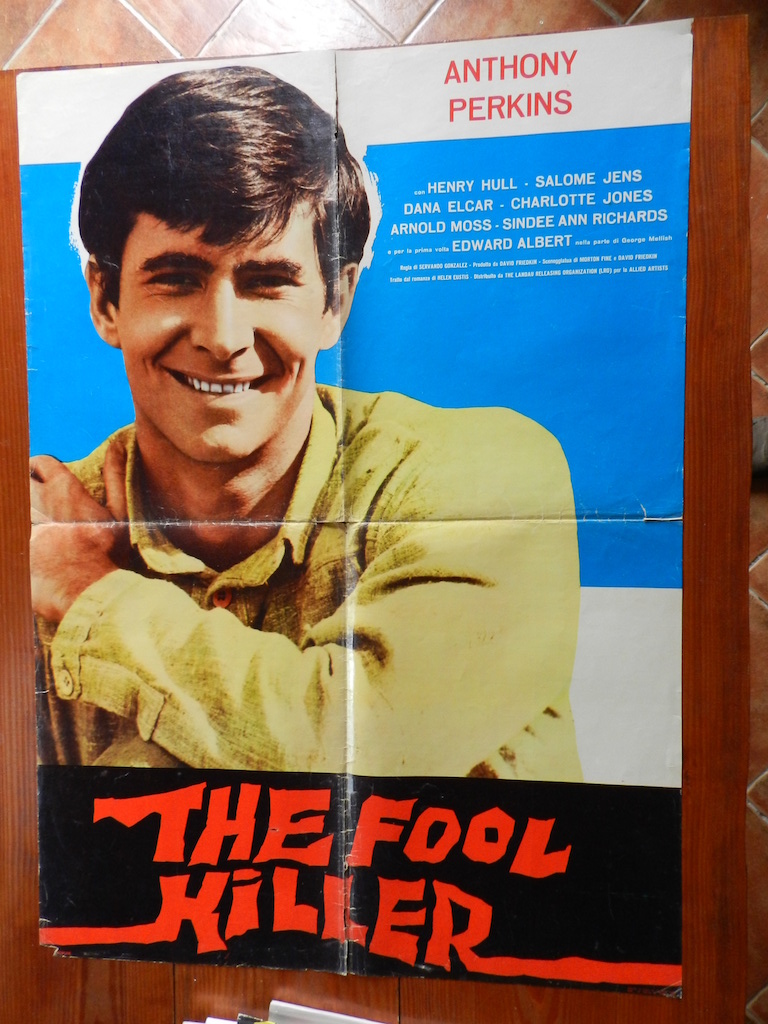 ANTHONY
PERKINS
con HENRY HULL - SALOME JENS
DANA ELCAR - CHARLOTTE JONES
ARNOLD MOSS - SINDEE ANN RICHARDS
e per la prima volta EDWARD ALBERT nella parte di George Mellish
Regia di SERVANDO GONZALEZ - Prodotto da DAVID FRIEDKIN - Sceneggiatura di MORTON FINE e DAVID FRIEDKIN
Tratto dal romanzo di HELEN EUSTIS - Distribuito da THE LANDAU RELEASING ORGANIZATION (LRO) per la ALLIED ARTISTS
THE FOOL
KiLLER